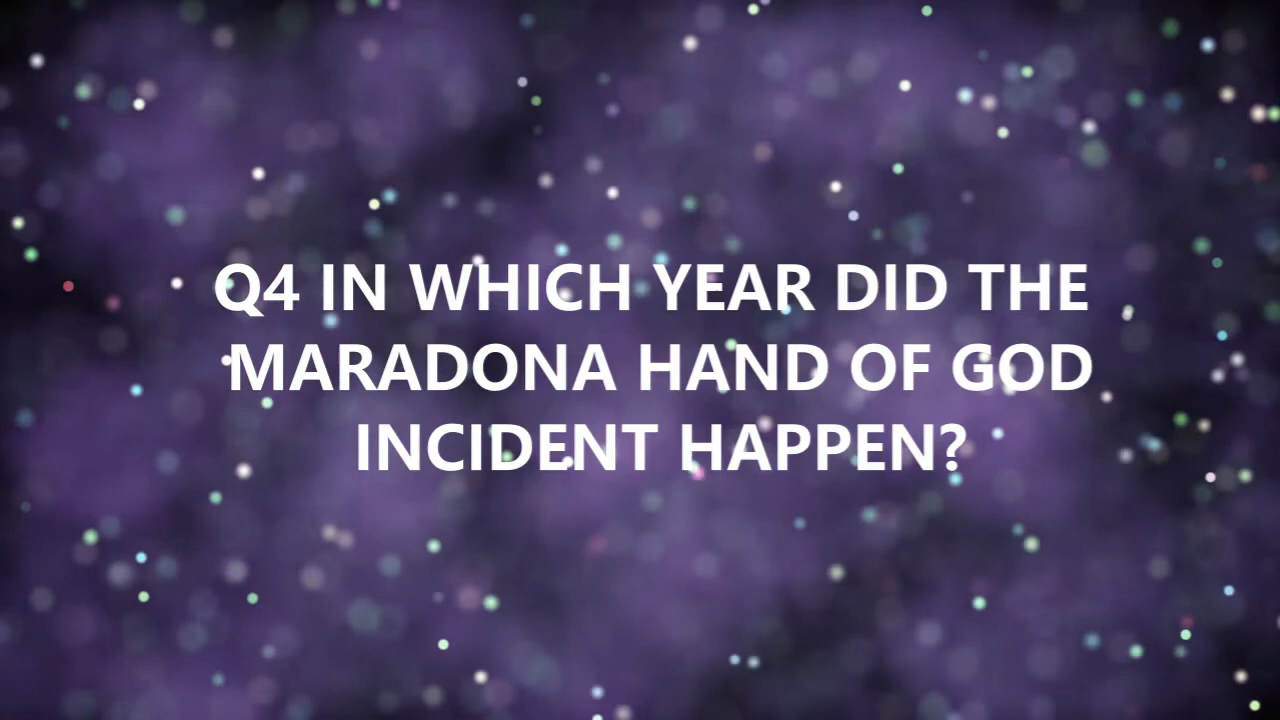 Q4 IN WHICH YEAR DID THE
MARADONA HAND OF GOD
INCIDENT HAPPEN?